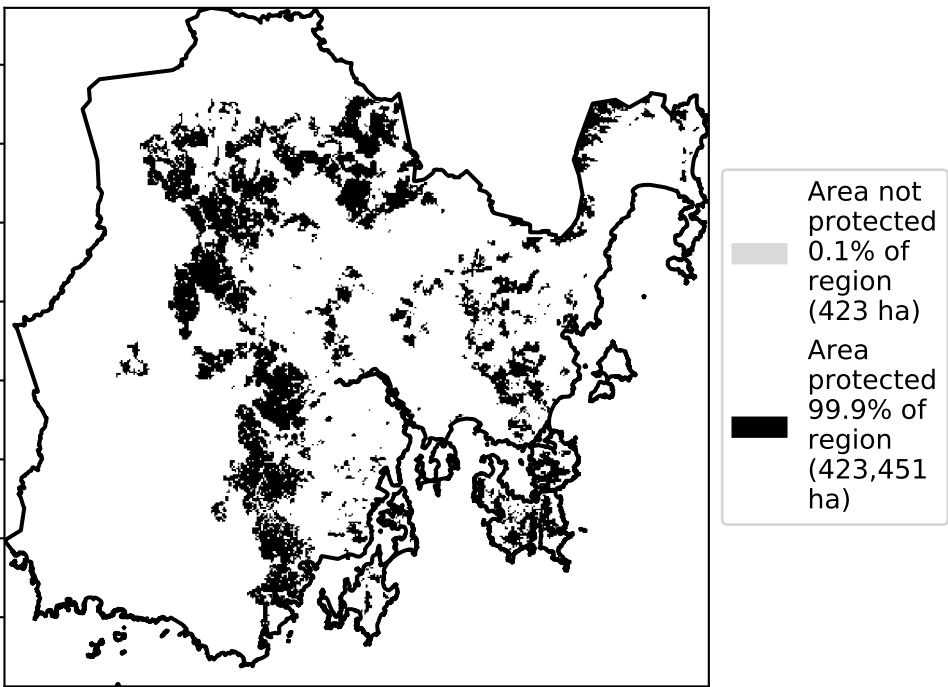 Area not
protected
0.1% of
region
(423 ha)
Area
protected
99.9% of
region
(423,451
ha)